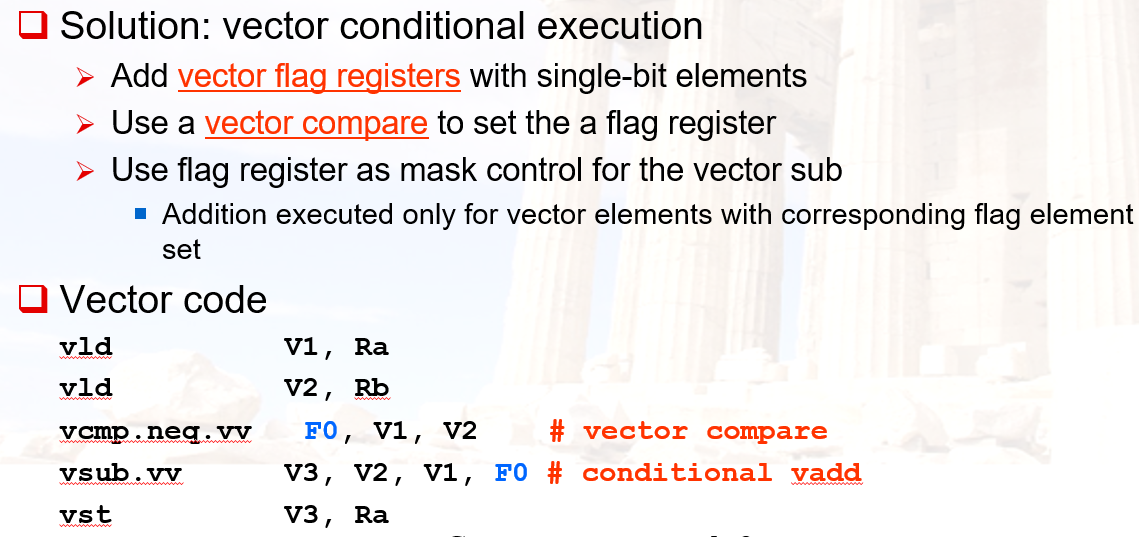 Solution: vector conditional execution
Add vector flag registers with single-bit elements
Use a vector compare to set the a flag register
Use flag register as mask control for the vector sub
Addition executed only for vector elements with corresponding flag element
set
Vector code
vld V1, Ra
vld V2, Rb
vcmp.neq.vv F0, V1, V2 # vector compare
vsub.vv V3, V2, V1, F0 # conditional vadd
vst V3, Ra